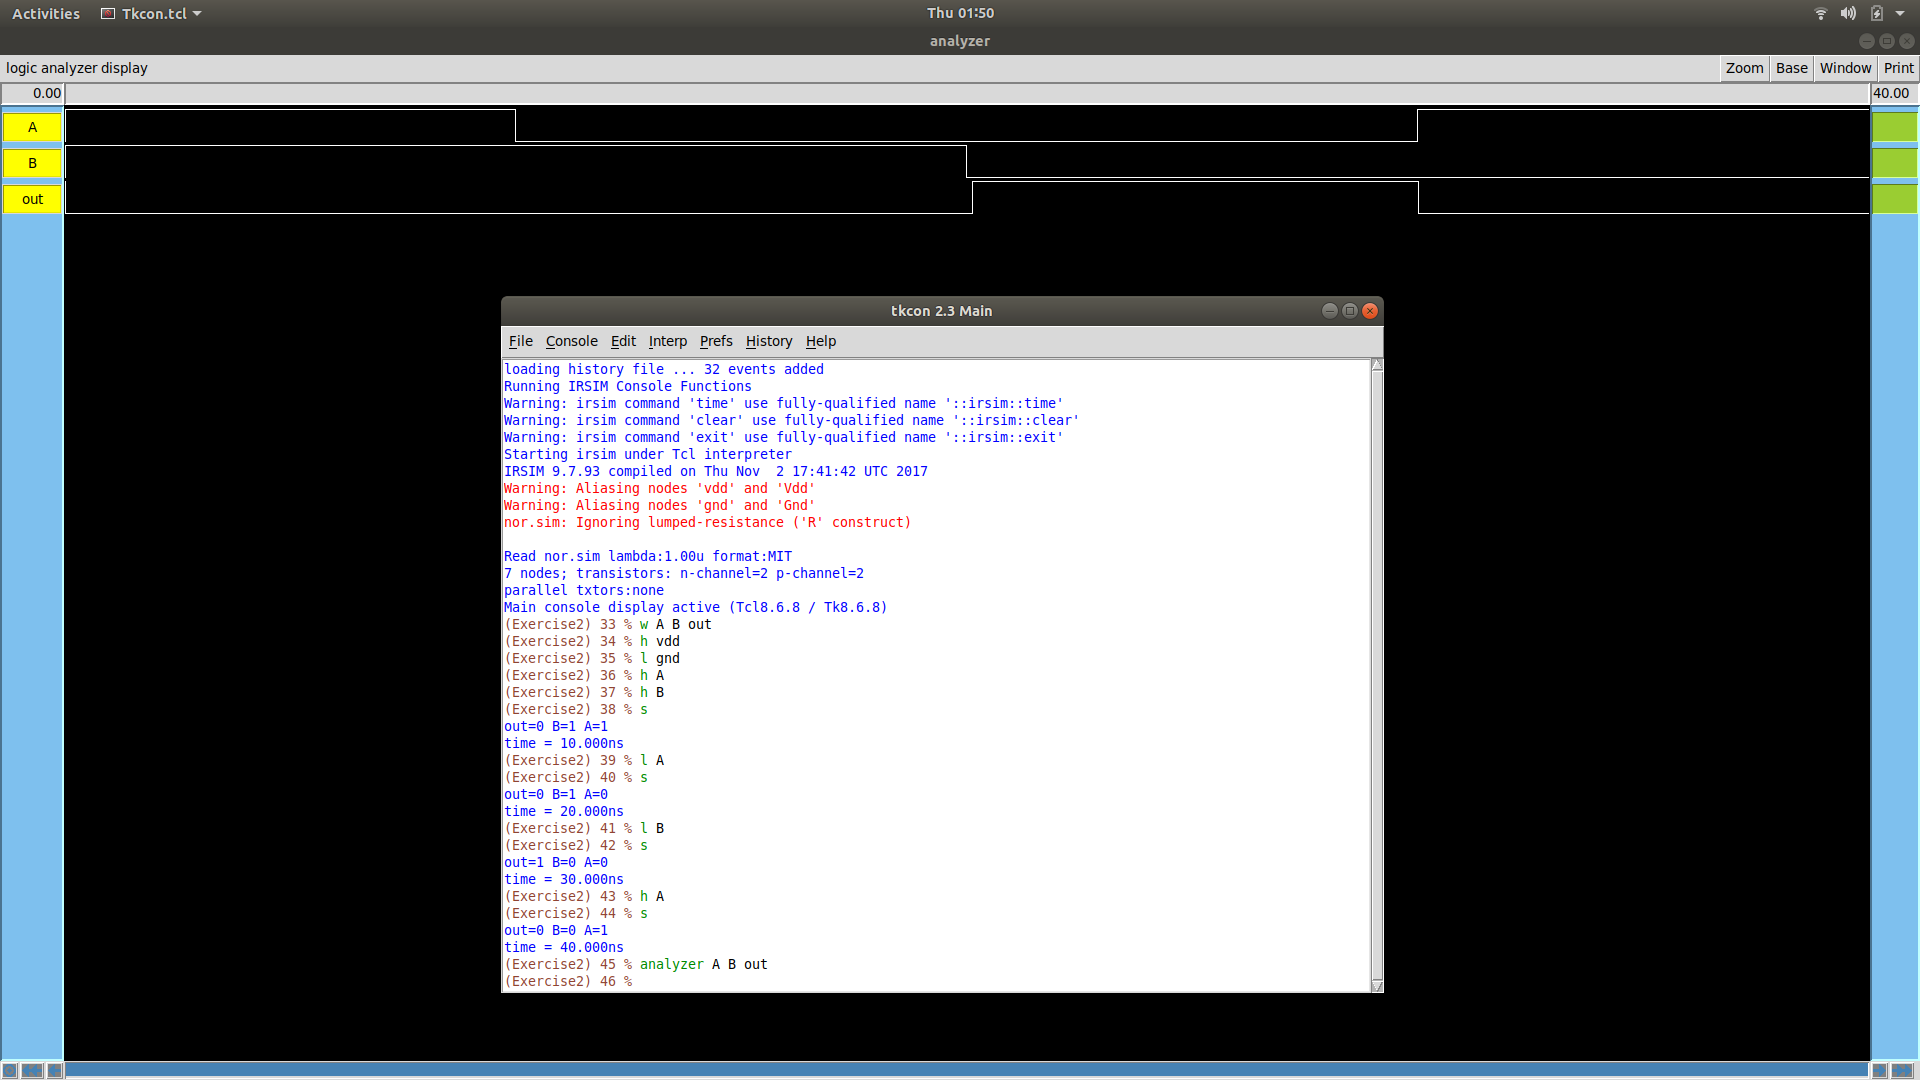 Activities Tkcon.tcl Thu 01:50
analyzer
logic analyzer display Zoom Base Window Print
0.00 40.00
A
B
out
tkcon 2.3 Main
File Console Edit Interp Prefs History Help
loading history file ... 32 events added
Running IRSIM Console Functions
Warning: irsim command 'time' use fully-qualified name '::irsim::time'
Warning: irsim command 'clear' use fully-qualified name '::irsim::clear'
Warning: irsim command 'exit' use fully-qualified name '::irsim::exit'
Starting irsim under Tcl interpreter
IRSIM 9.7.93 compiled on Thu Nov  2 17:41:42 UTC 2017
Warning: Aliasing nodes 'vdd' and 'Vdd'
Warning: Aliasing nodes 'gnd' and 'Gnd'
nor.sim: Ignoring lumped-resistance ('R' construct)
Read nor.sim lambda:1.00u format:MIT
7 nodes; transistors: n-channel=2 p-channel=2
parallel txtors:none
Main console display active (Tcl8.6.8 / Tk8.6.8)
(Exercise2) 33 % w A B out
(Exercise2) 34 % h vdd
(Exercise2) 35 % l gnd
(Exercise2) 36 % h A
(Exercise2) 37 % h B
(Exercise2) 38 % s
out=0 B=1 A=1
time = 10.000ns
(Exercise2) 39 % l A
(Exercise2) 40 % s
out=0 B=1 A=0
time = 20.000ns
(Exercise2) 41 % l B
(Exercise2) 42 % s
out=1 B=0 A=0
time = 30.000ns
(Exercise2) 43 % h A
(Exercise2) 44 % s
out=0 B=0 A=1
time = 40.000ns
(Exercise2) 45 % analyzer A B out
(Exercise2) 46 %